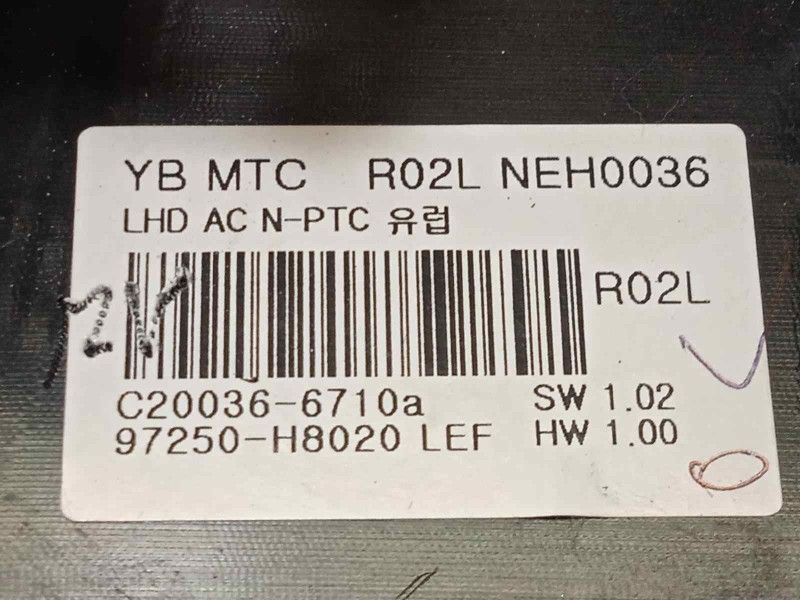 YB MTC R02L NEH0036
LHD AC N-PTC 유럽
R02L
C20036-6710a SW 1.02
97250-H8020 LEF HW 1.00